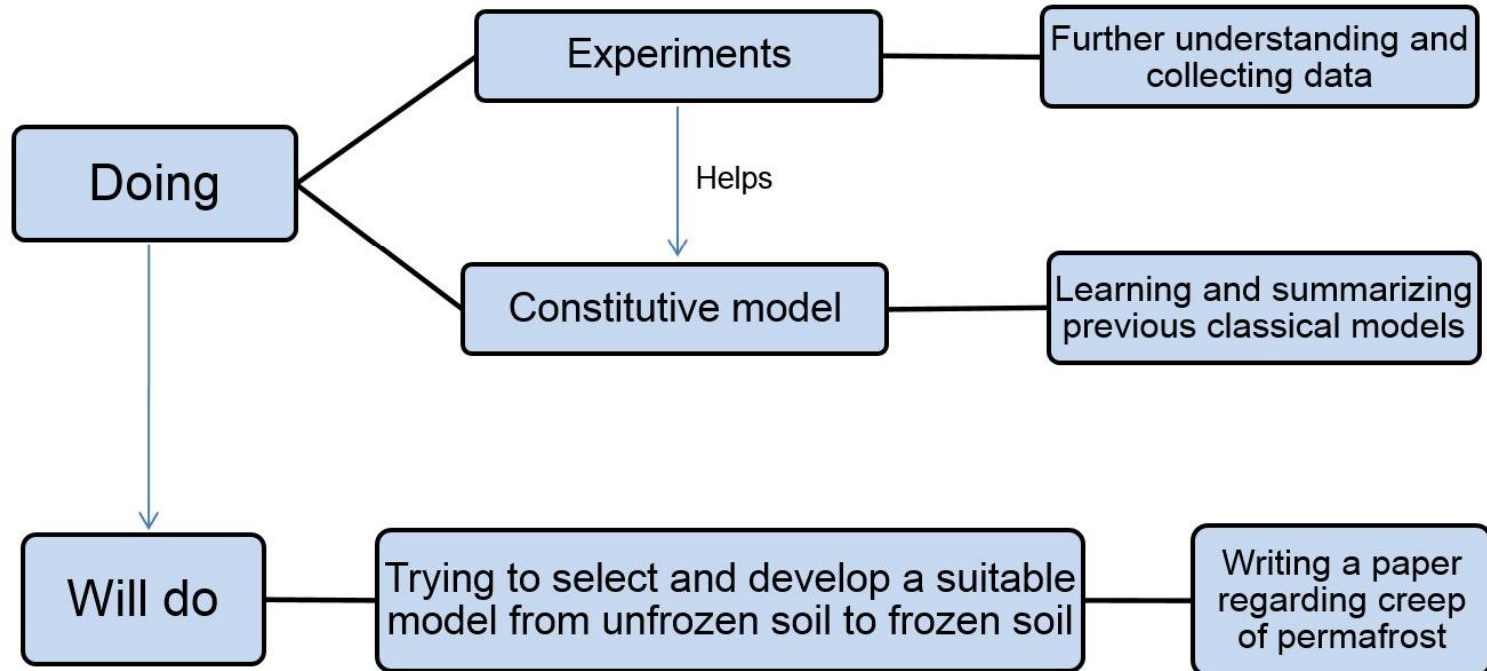 Experiments
Further understanding and
collecting data
Doing
Helps
Constitutive model
Learning and summarizing
previous classical models
Will do
Trying to select and develop a suitable
model from unfrozen soil to frozen soil
Writing a paper
regarding creep
of permafrost